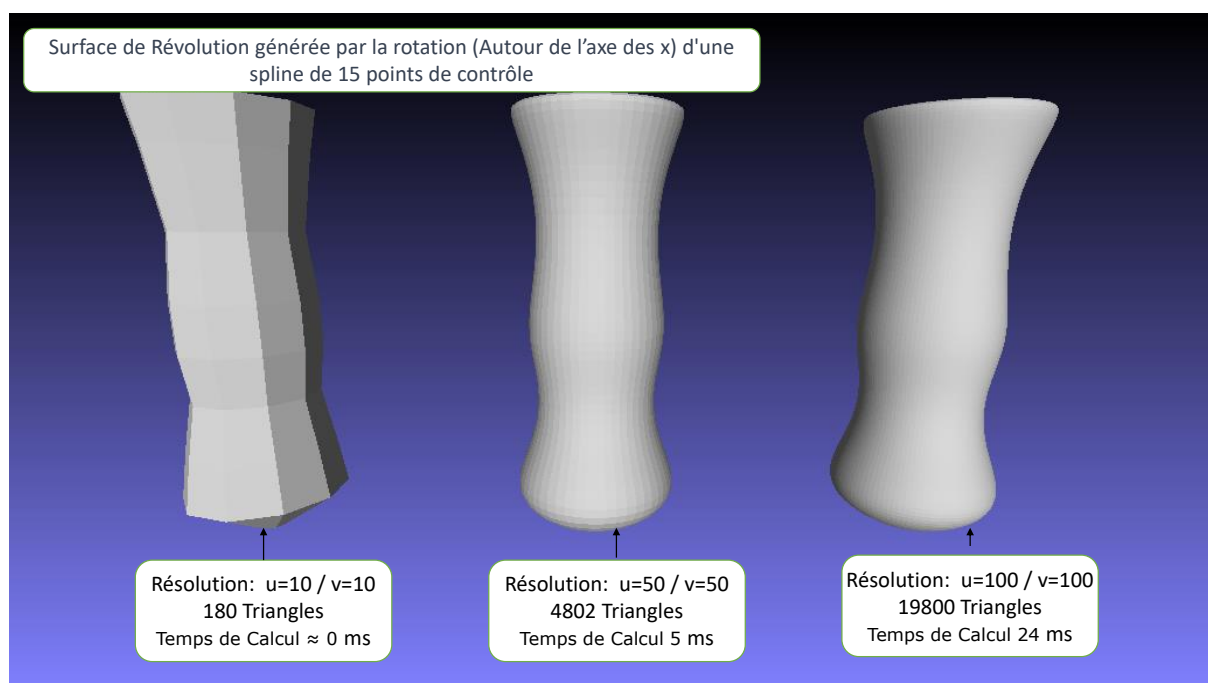 Surface de Révolution générée par la rotation (Autour de l’axe des x) d'une
spline de 15 points de contrôle
Résolution:  u=10 / v=10
180 Triangles
Temps de Calcul ≈ 0 ms
Résolution:  u=50 / v=50
4802 Triangles
Temps de Calcul 5 ms
Résolution:  u=100 / v=100
19800 Triangles
Temps de Calcul 24 ms